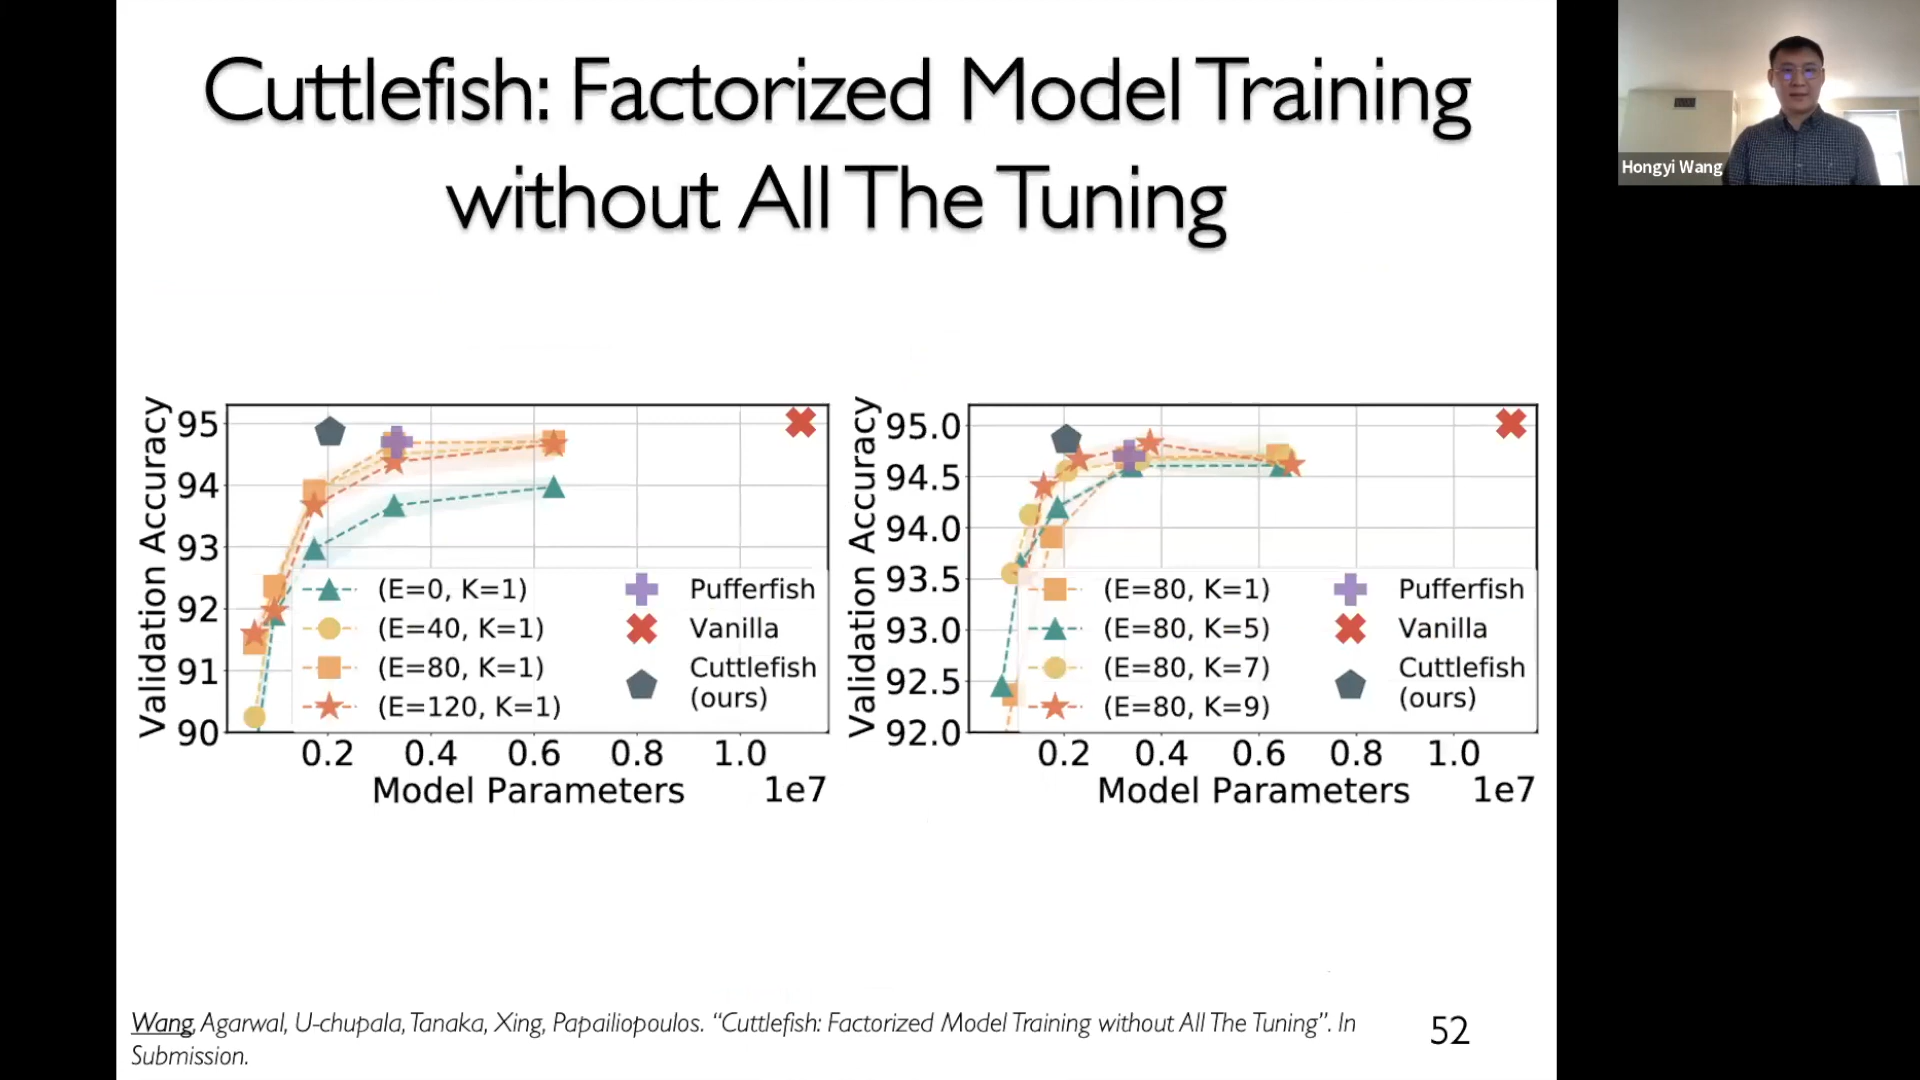 Cuttlefish: Factorized Model Training
without All The Tuning
Hongyi Wang
Validation Accuracy
95
94
93
92
91
90
0.2 0.4 0.6 0.8 1.0
Model Parameters 1e7
(E=0, K=1)
(E=40, K=1)
(E=80, K=1)
(E=120, K=1)
Pufferfish
Vanilla
Cuttlefish
(ours)
Validation Accuracy
95.0
94.5
94.0
93.5
93.0
92.5
92.0
0.2 0.4 0.6 0.8 1.0
Model Parameters 1e7
(E=80, K=1)
(E=80, K=5)
(E=80, K=7)
(E=80, K=9)
Pufferfish
Vanilla
Cuttlefish
(ours)
Wang, Agarwal, U-chupala, Tanaka, Xing, Papailiopoulos. “Cuttlefish: Factorized Model Training without All The Tuning”. In
Submission.
52